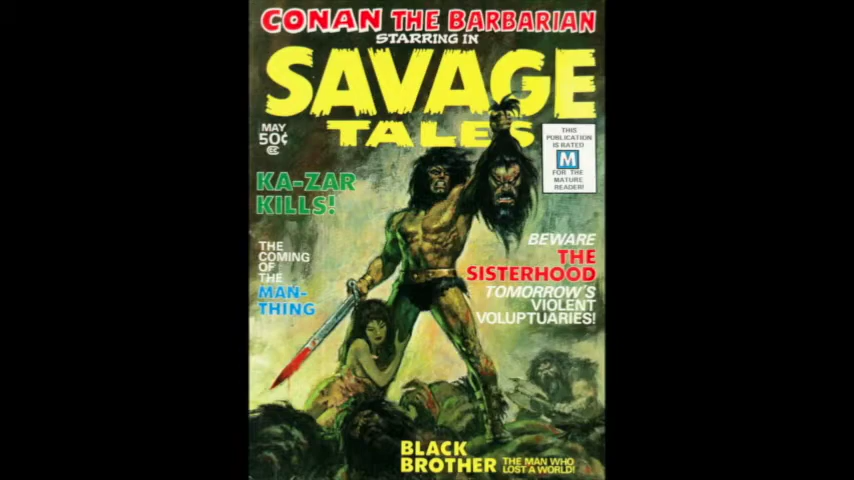 CONAN THE BARBARIAN
STARRING IN
SAVAGE
TALES
MAY
50¢
THIS
PUBLICATION
IS RATED
M
FOR THE
MATURE
READER!
KA-ZAR
KILLS!
THE
COMING
OF
THE
MAN-
THING
BEWARE
THE
SISTERHOOD
TOMORROW'S
VIOLENT
VOLUPTUARIES!
BLACK
BROTHER
THE MAN WHO
LOST A WORLD!